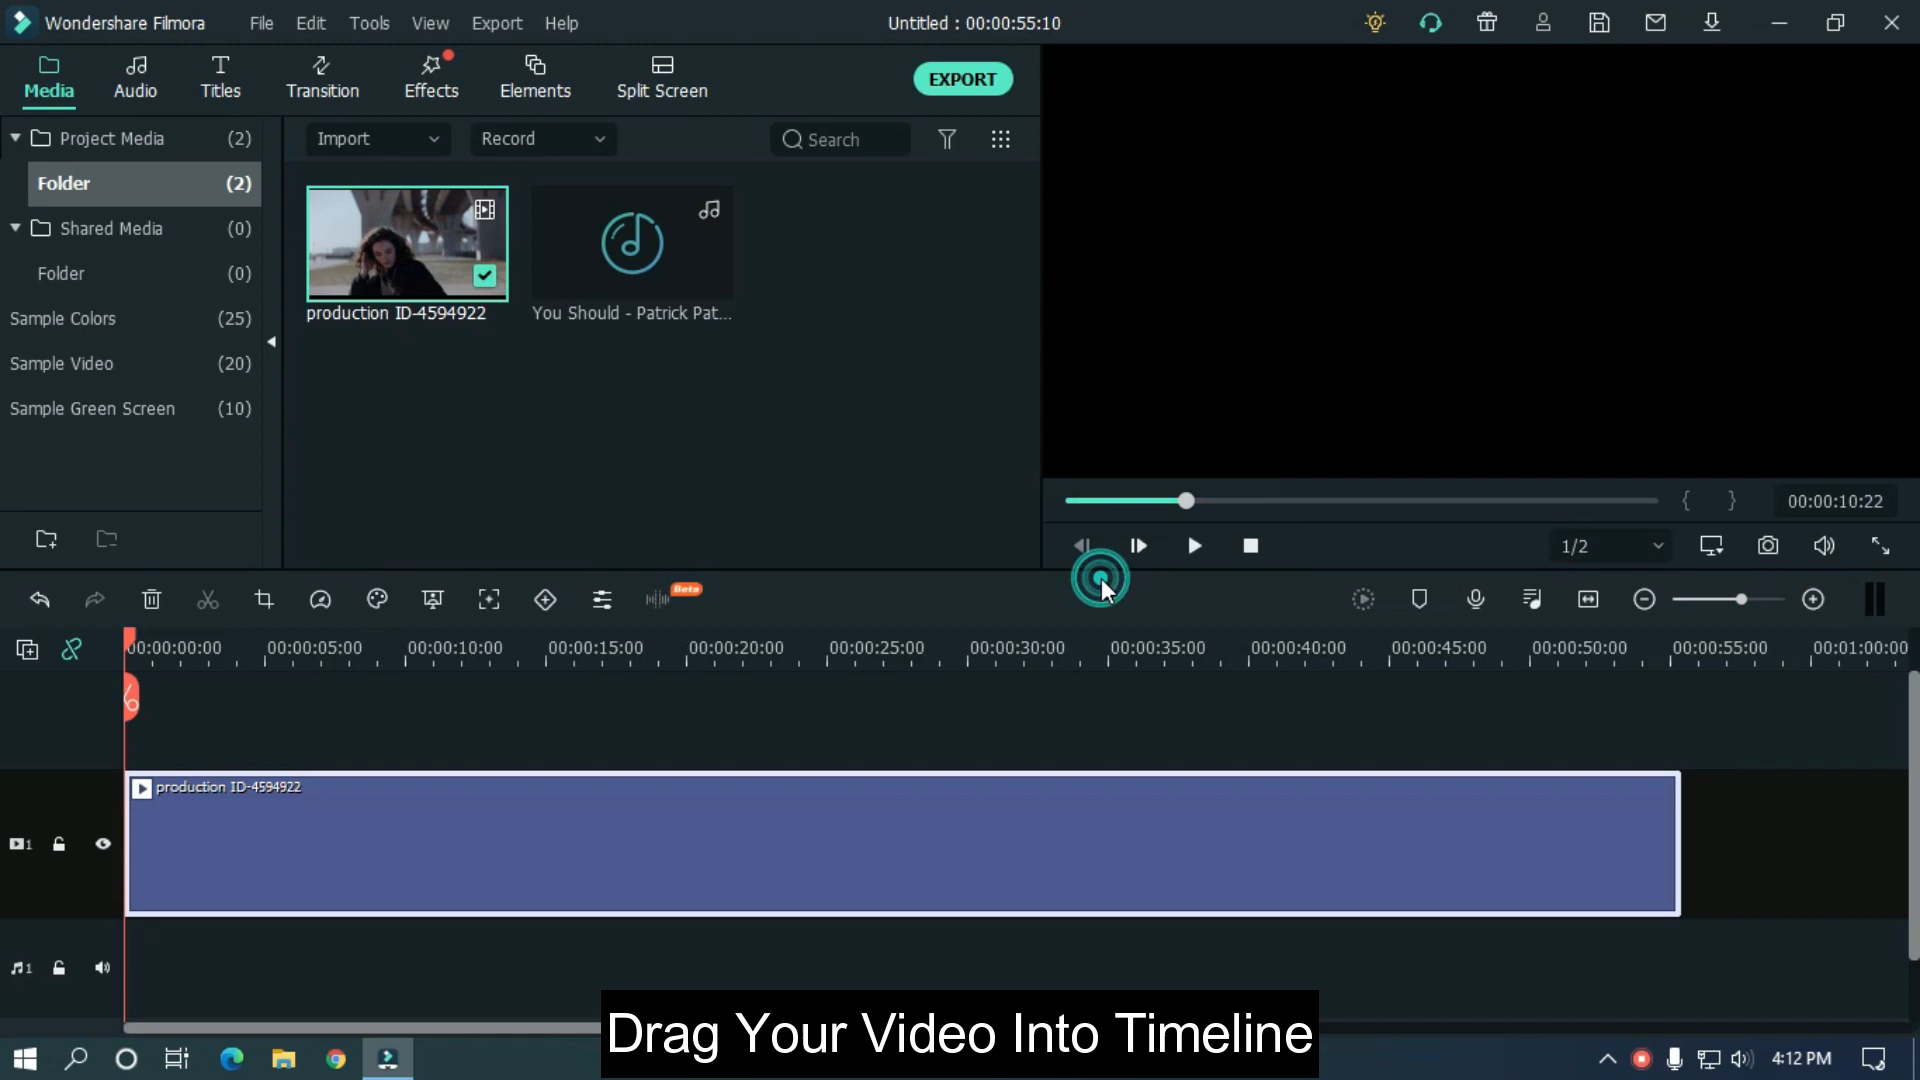 Wondershare Filmora File Edit Tools View Export Help Untitled : 00:00:55:10
Media Audio Titles Transition Effects Elements Split Screen EXPORT
Project Media (2)
Folder (2)
Shared Media (0)
Folder (0)
Sample Colors (25)
Sample Video (20)
Sample Green Screen (10)
Import Record Search
production ID-4594922 You Should - Patrick Pat...
{ } 00:00:10:22
1/2
Beta
00:00:00:00 00:00:05:00 00:00:10:00 00:00:15:00 00:00:20:00 00:00:25:00 00:00:30:00 00:00:35:00 00:00:40:00 00:00:45:00 00:00:50:00 00:00:55:00 00:01:00:00
production ID-4594922
1
1
Drag Your Video Into Timeline
4:12 PM